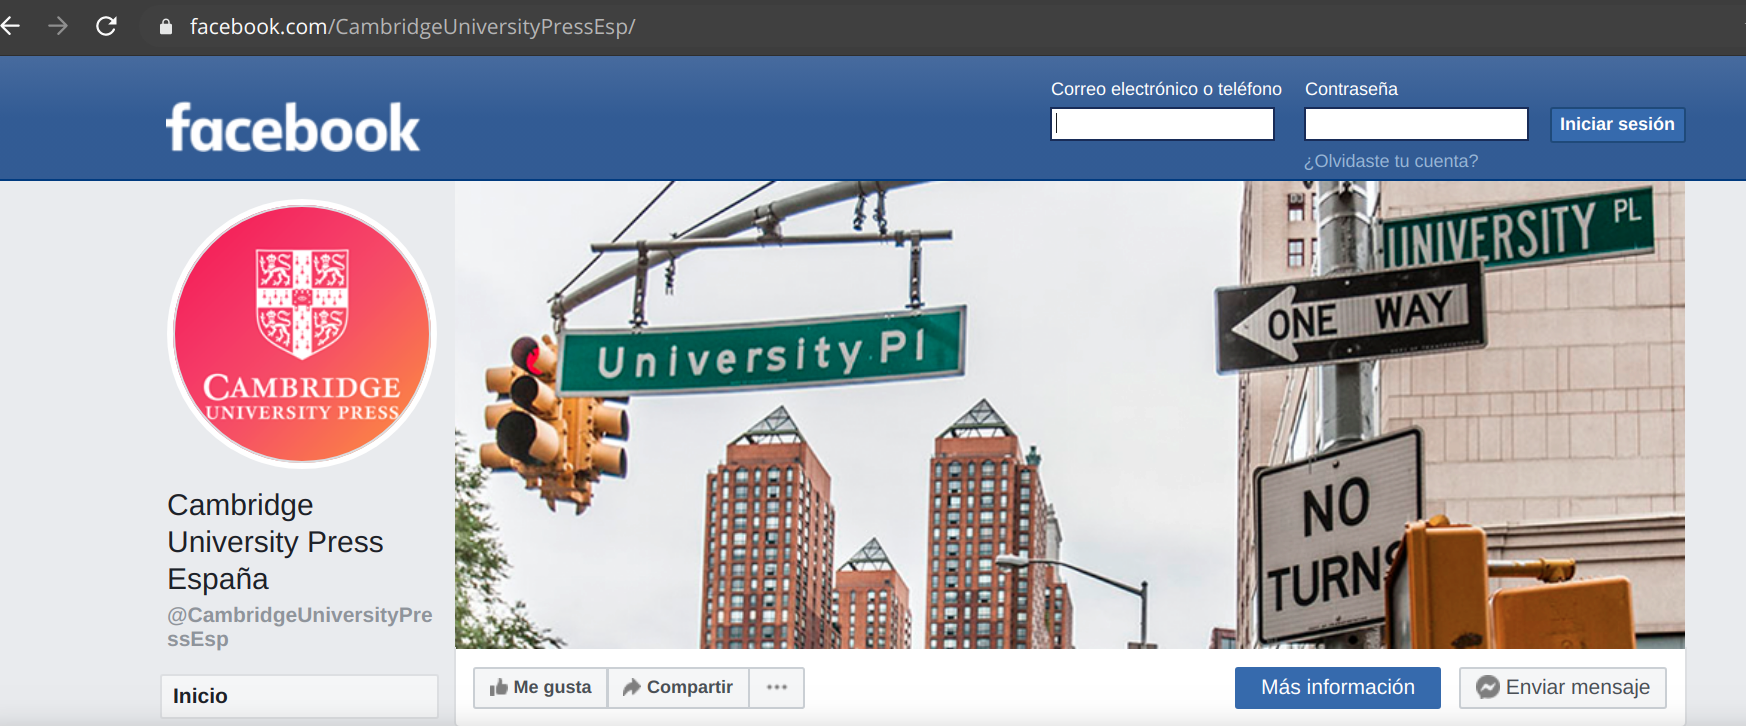 facebook.com/CambridgeUniversityPressEsp/
facebook
Correo electrónico o teléfono
Contraseña
Iniciar sesión
¿Olvidaste tu cuenta?
CAMBRIDGE
UNIVERSITY PRESS
Cambridge
University Press
España
@CambridgeUniversityPre
ssEsp
Inicio
University Pl
UNIVERSITY PL
ONE WAY
NO
TURNS
Me gusta
Compartir
Más información
Enviar mensaje